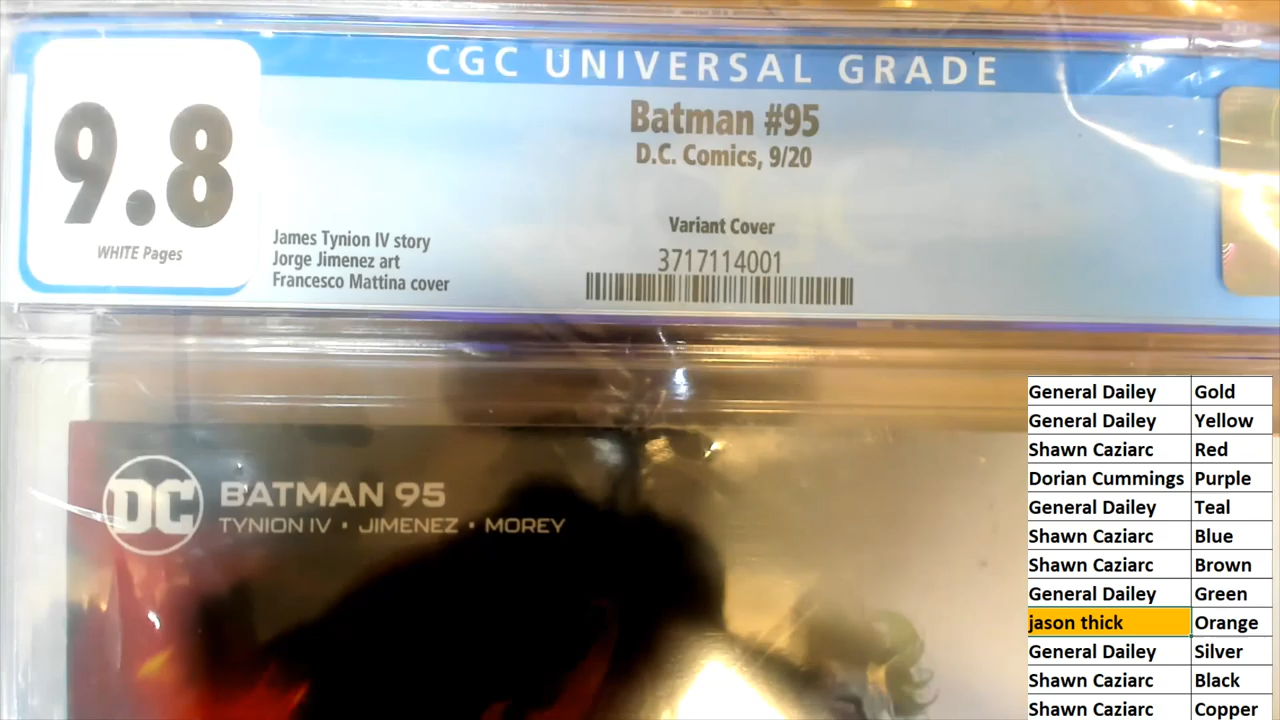 CGC UNIVERSAL GRADE
9.8
WHITE Pages
Batman #95
D.C. Comics, 9/20
Variant Cover
3717114001
James Tynion IV story
Jorge Jimenez art
Francesco Mattina cover
DC
BATMAN 95
TYNION IV • JIMENEZ • MOREY
General Dailey Gold
General Dailey Yellow
Shawn Caziarc Red
Dorian Cummings Purple
General Dailey Teal
Shawn Caziarc Blue
Shawn Caziarc Brown
General Dailey Green
jason thick Orange
General Dailey Silver
Shawn Caziarc Black
Shawn Caziarc Copper